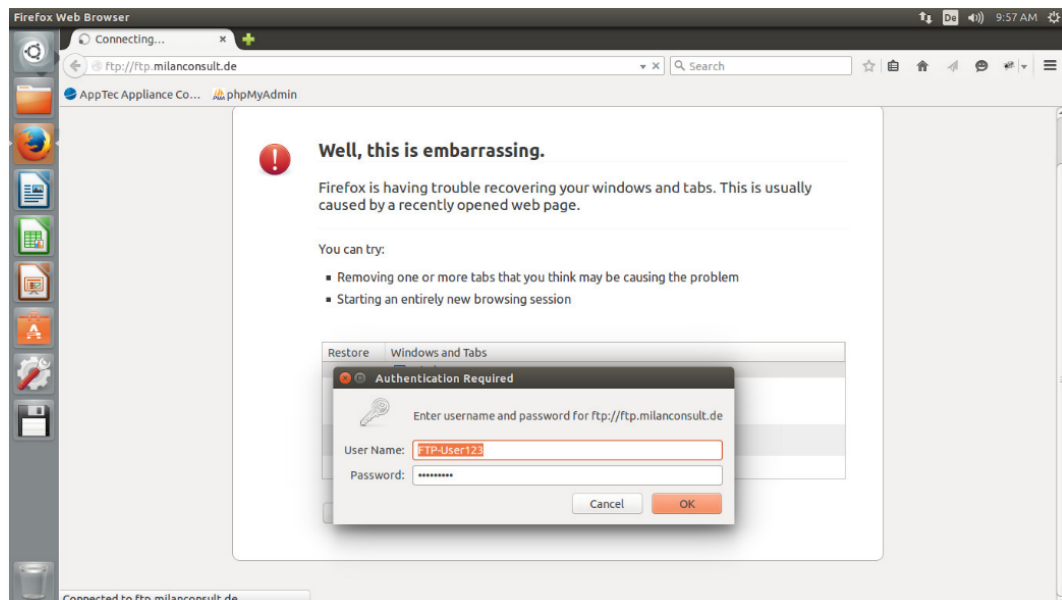 Firefox Web Browser
De
9:57 AM
Connecting...
ftp://ftp.milanconsult.de
Search
AppTec Appliance Co...
phpMyAdmin
Well, this is embarrassing.
Firefox is having trouble recovering your windows and tabs. This is usually
caused by a recently opened web page.
You can try:
Removing one or more tabs that you think may be causing the problem
Starting an entirely new browsing session
Restore Windows and Tabs
Authentication Required
Enter username and password for ftp://ftp.milanconsult.de
User Name: FTP-User123
Password: •••••••••
Cancel OK
Connected to ftp.milanconsult.de